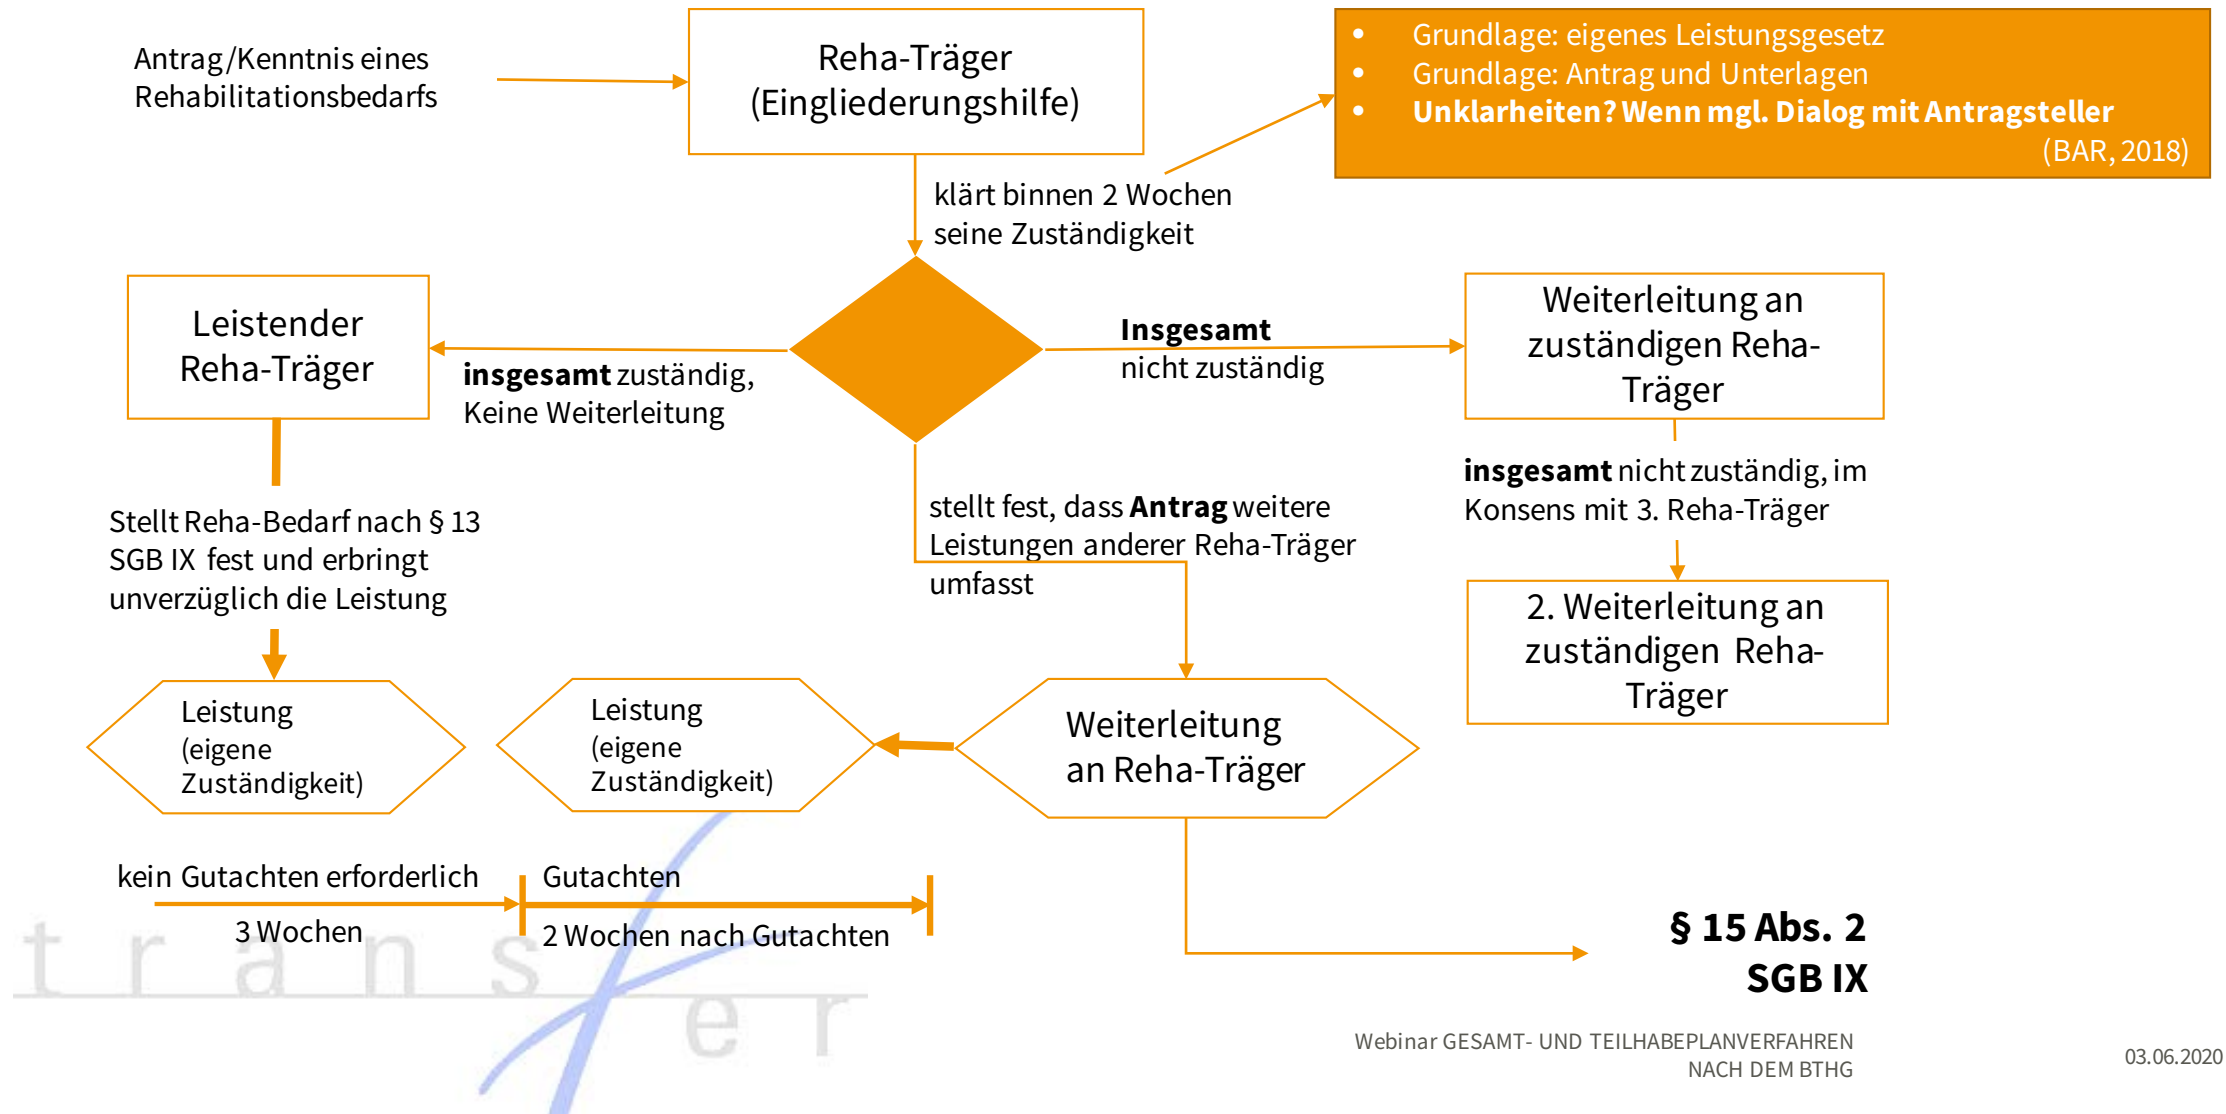 Antrag/Kenntnis eines
Rehabilitationsbedarfs
Reha-Träger
(Eingliederungshilfe)
• Grundlage: eigenes Leistungsgesetz
• Grundlage: Antrag und Unterlagen
• Unklarheiten? Wenn mgl. Dialog mit Antragsteller
(BAR, 2018)
klärt binnen 2 Wochen
seine Zuständigkeit
Leistender
Reha-Träger
insgesamt zuständig,
Keine Weiterleitung
Insgesamt
nicht zuständig
Weiterleitung an
zuständigen Reha-
Träger
Stellt Reha-Bedarf nach § 13
SGB IX fest und erbringt
unverzüglich die Leistung
stellt fest, dass Antrag weitere
Leistungen anderer Reha-Träger
umfasst
insgesamt nicht zuständig, im
Konsens mit 3. Reha-Träger
2. Weiterleitung an
zuständigen Reha-
Träger
Leistung
(eigene
Zuständigkeit)
Leistung
(eigene
Zuständigkeit)
Weiterleitung
an Reha-Träger
kein Gutachten erforderlich
3 Wochen
Gutachten
2 Wochen nach Gutachten
§ 15 Abs. 2
SGB IX
transfer
Webinar GESAMT- UND TEILHABEPLANVERFAHREN
NACH DEM BTHG
03.06.2020